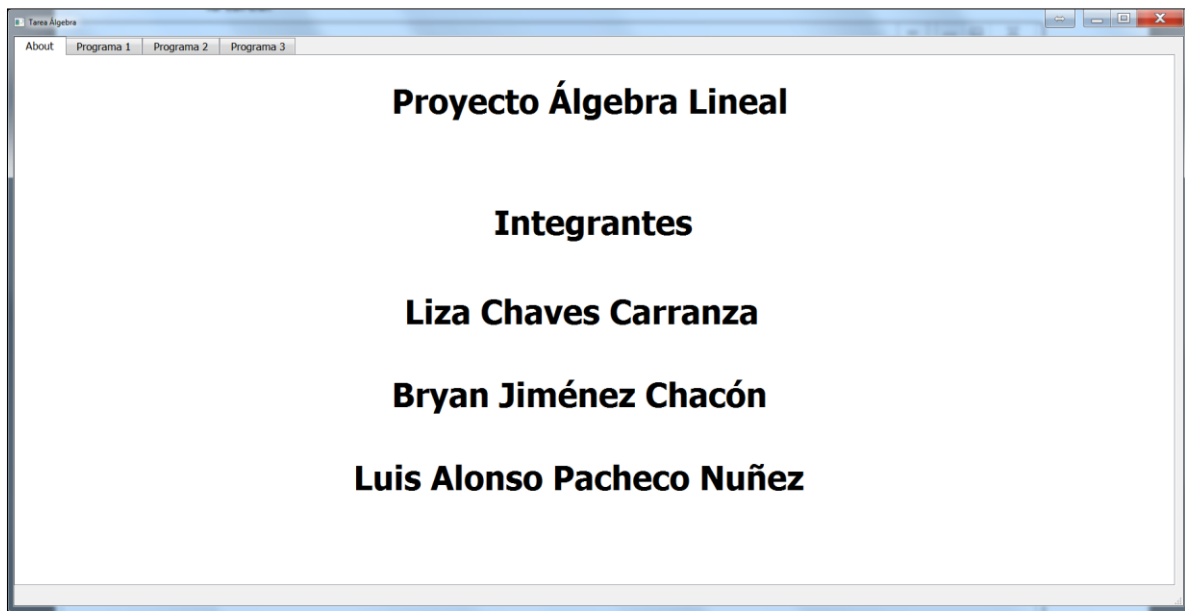 Tarea Álgebra
About Programa 1 Programa 2 Programa 3
Proyecto Álgebra Lineal
Integrantes
Liza Chaves Carranza
Bryan Jiménez Chacón
Luis Alonso Pacheco Nuñez